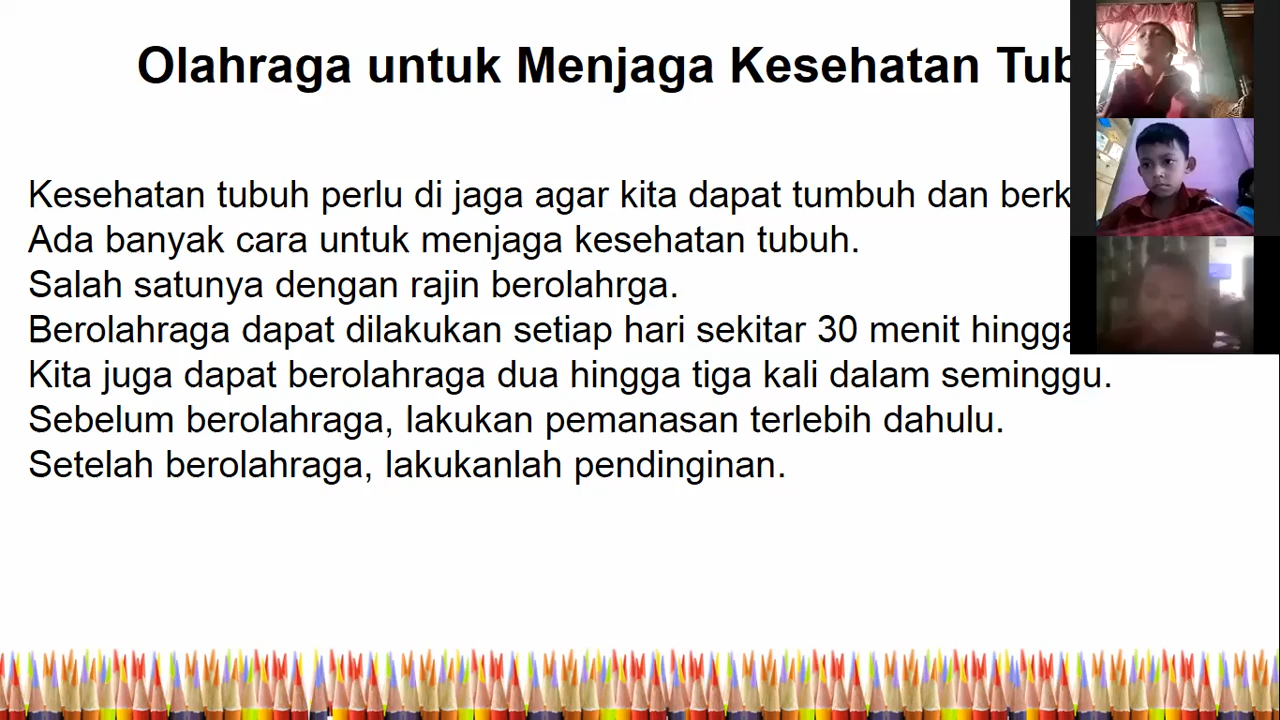 Olahraga untuk Menjaga Kesehatan
Kesehatan tubuh perlu di jaga agar kita dapat tumbuh dan
Ada banyak cara untuk menjaga kesehatan tubuh.
Salah satunya dengan rajin berolahrga.
Berolahraga dapat dilakukan setiap hari sekitar 30 menit hingga
Kita juga dapat berolahraga dua hingga tiga kali dalam seminggu.
Sebelum berolahraga, lakukan pemanasan terlebih dahulu.
Setelah berolahraga, lakukanlah pendinginan.